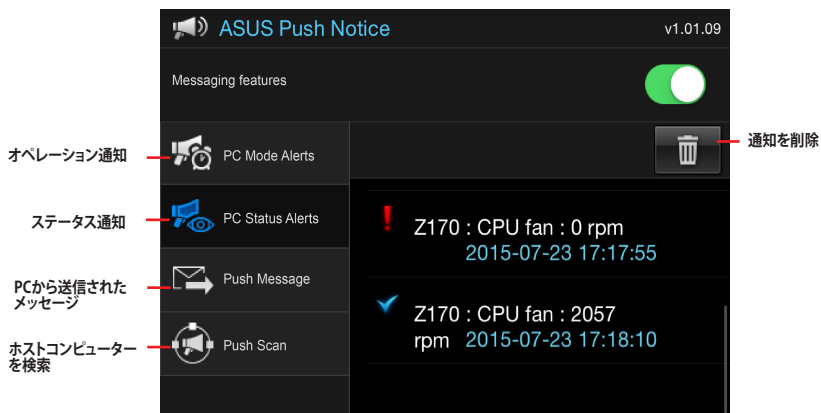 ASUS Push Notice
v1.01.09
Messaging features
オペレーション通知
PC Mode Alerts
通知を削除
ステータス通知
PC Status Alerts
Z170 : CPU fan : 0 rpm
2015-07-23 17:17:55
PCから送信された
メッセージ
Push Message
Z170 : CPU fan : 2057
rpm 2015-07-23 17:18:10
ホストコンピューター
を検索
Push Scan